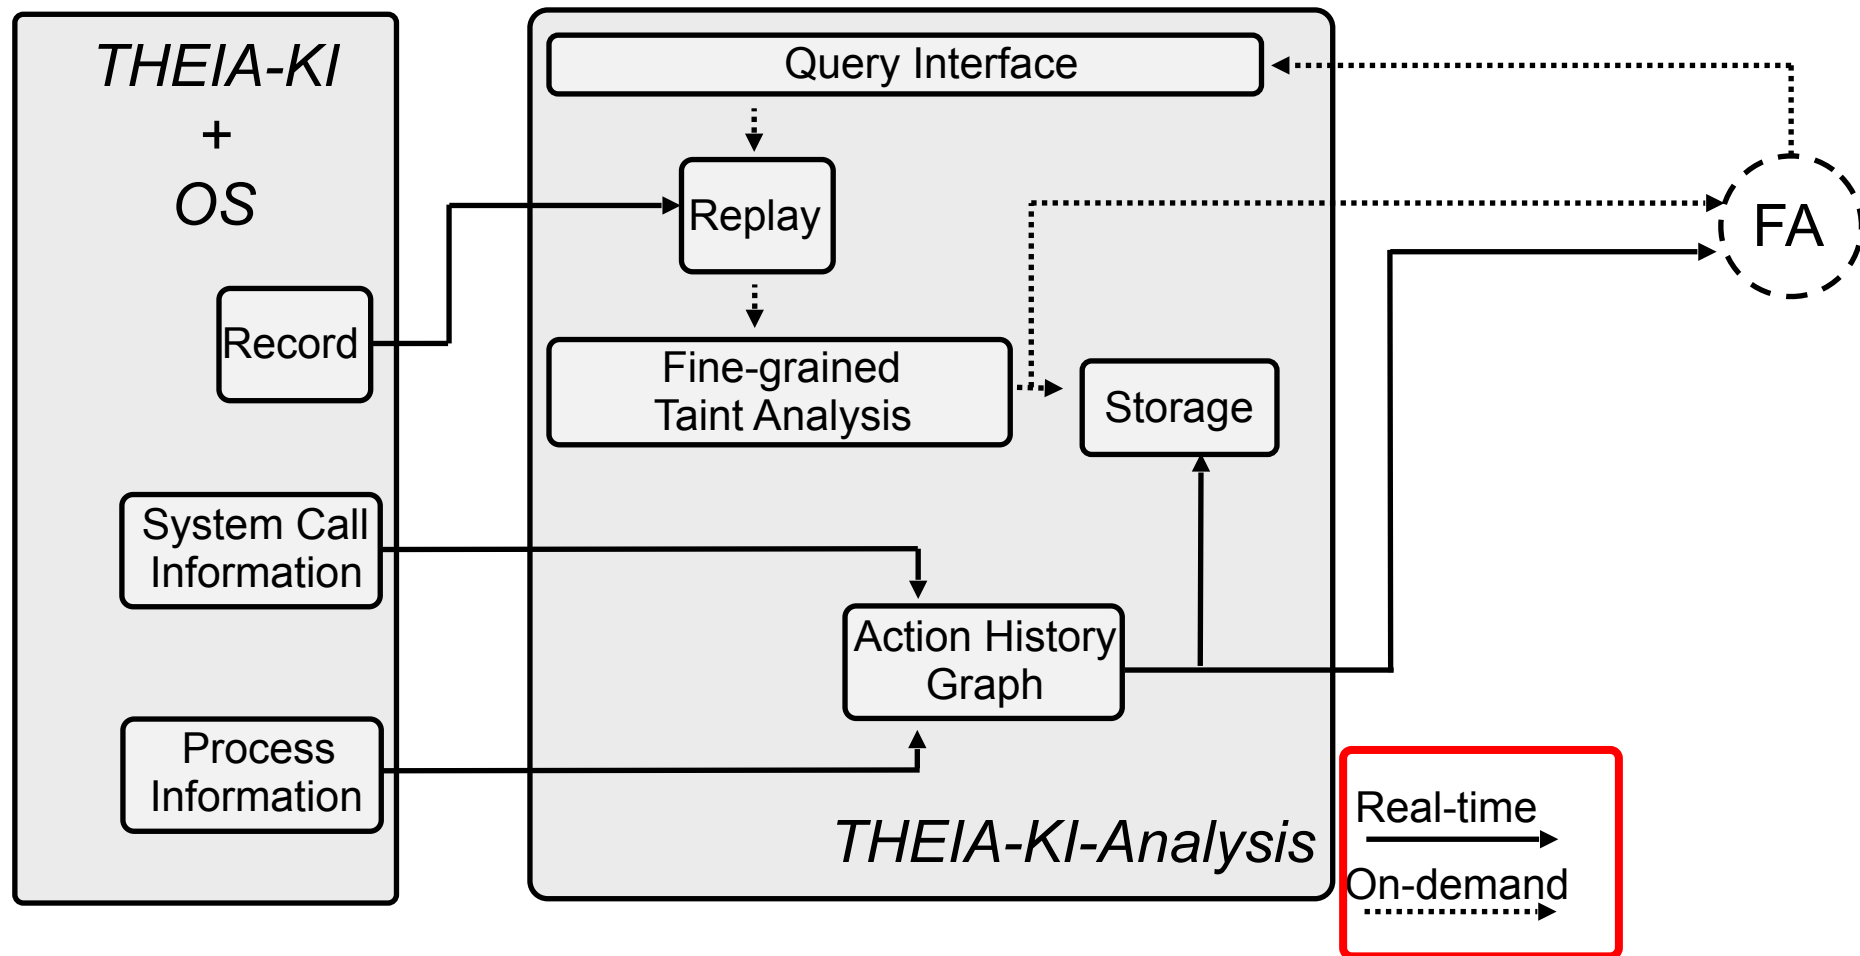 THEIA-KI
+
OS
Record
System Call
Information
Process
Information
Query Interface
Replay
Fine-grained
Taint Analysis
Storage
Action History
Graph
THEIA-KI-Analysis
FA
Real-time
On-demand